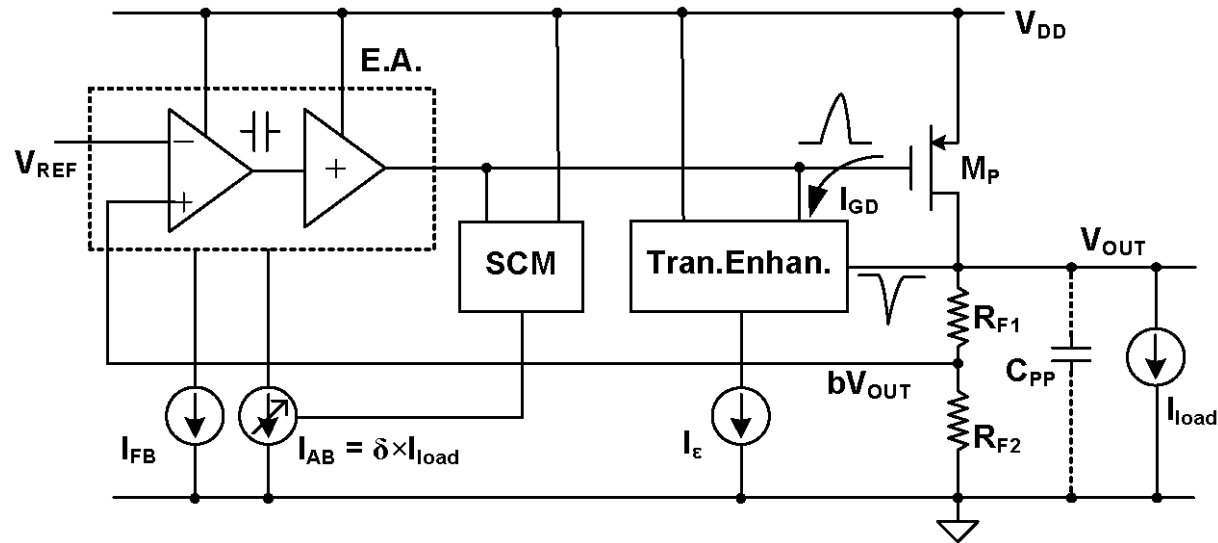 V_DD
E.A.
V_REF
−
+
+
I_GD
M_P
SCM
Tran.Enhan.
V_OUT
R_F1
C_PP
bV_OUT
I_load
I_FB
I_AB = δ×I_load
I_ε
R_F2